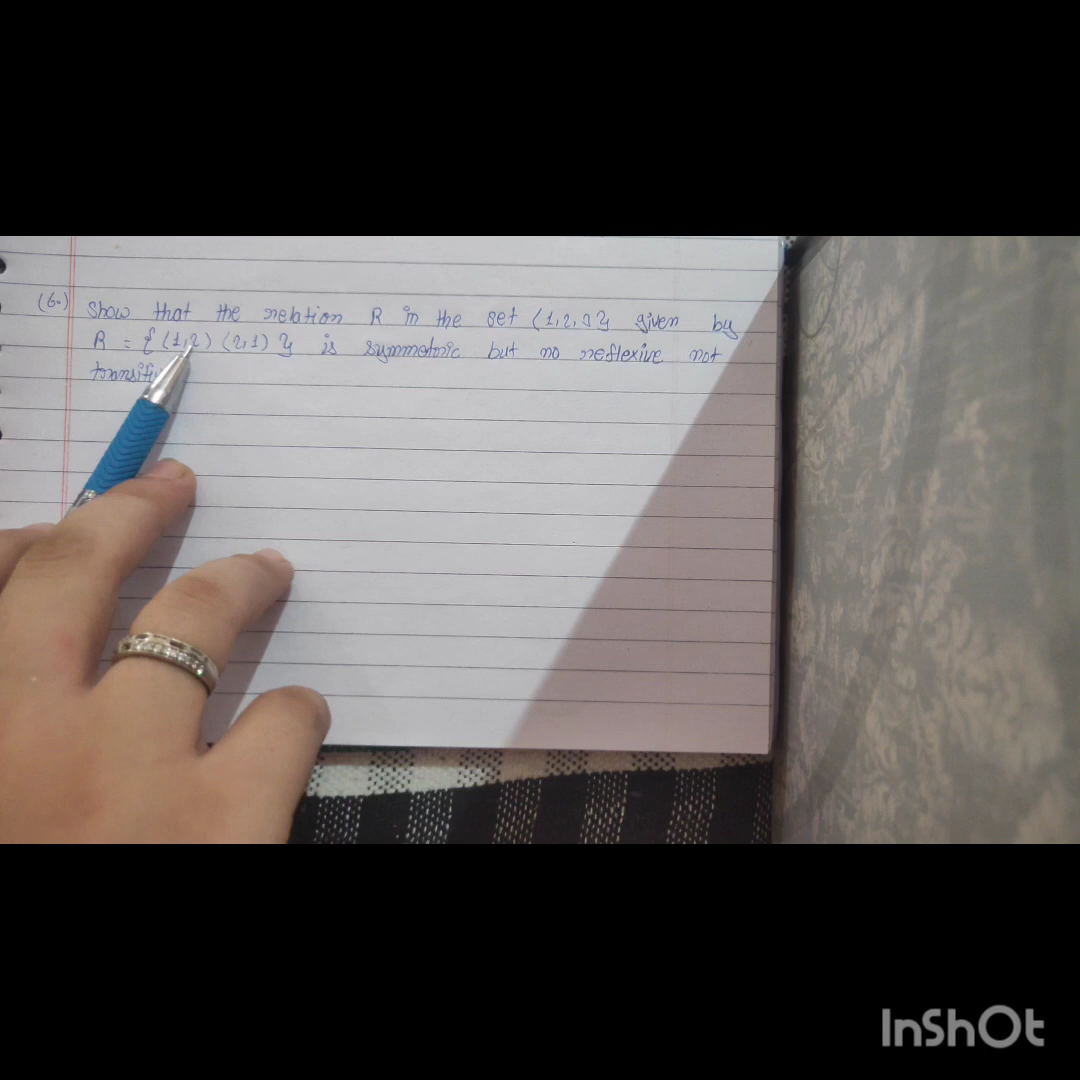 (6.) Show that the relation R in the set (1,2,3} given by
R = { (1,2) (2,1) } is symmetric but no reflexive not
InShOt